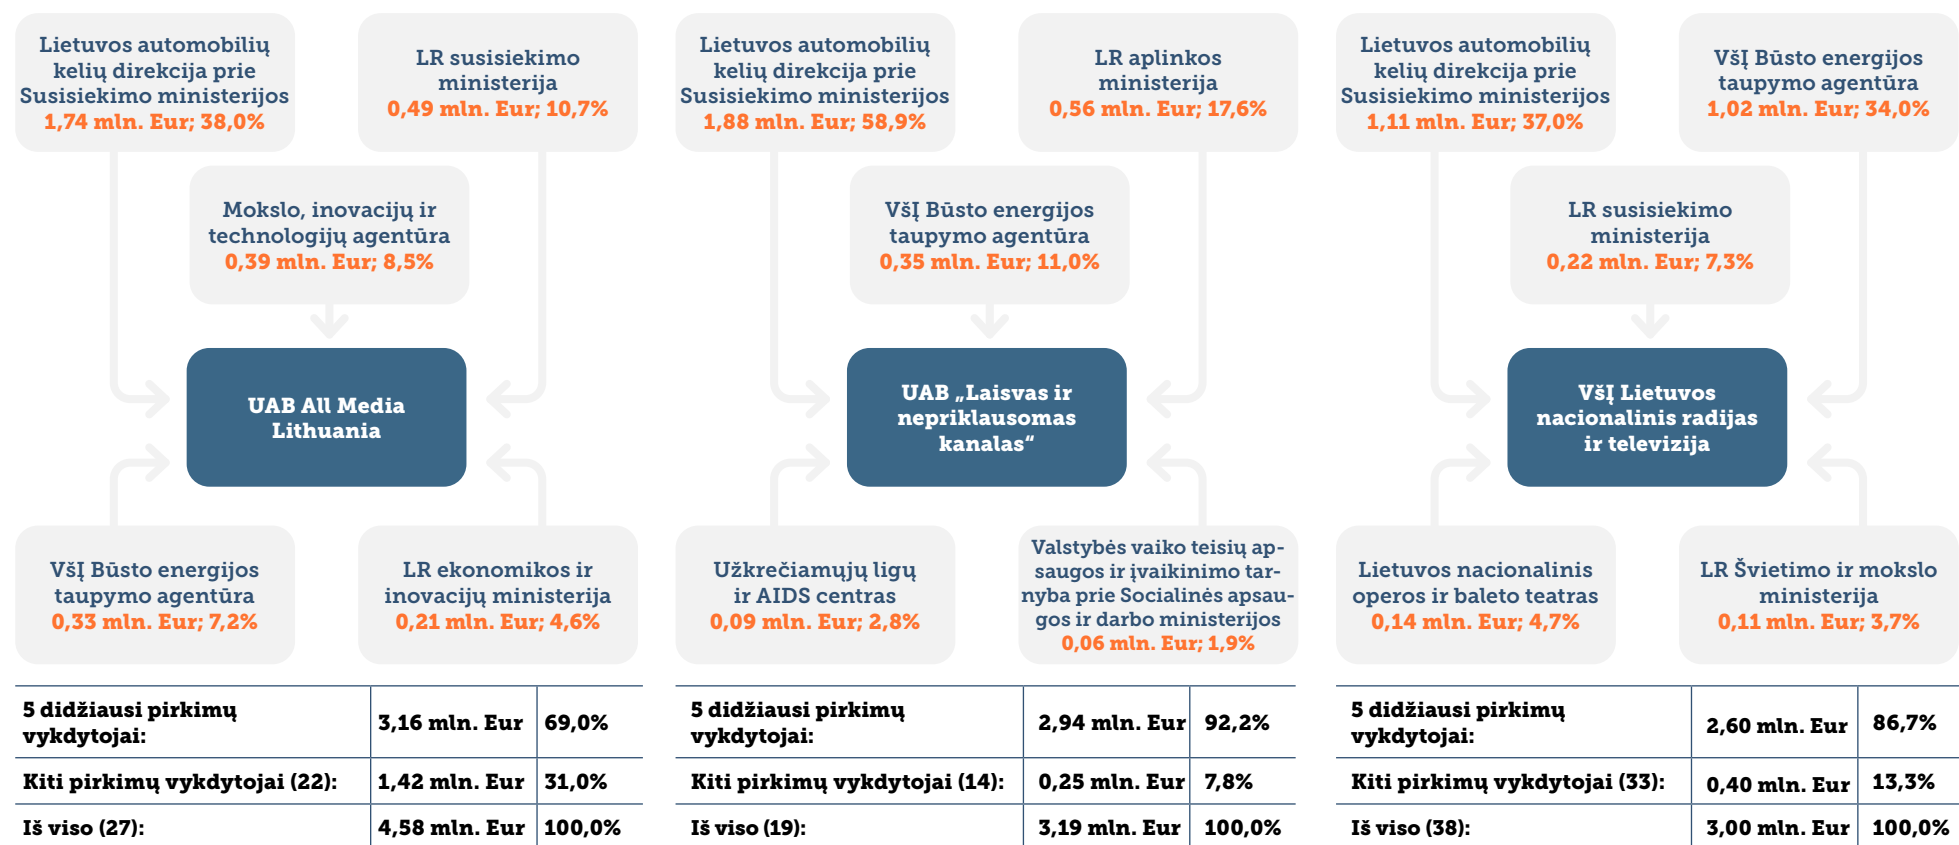 Lietuvos automobilių
kelių direkcija prie
Susisiekimo ministerijos
1,74 mln. Eur; 38,0%
LR susisiekimo
ministerija
0,49 mln. Eur; 10,7%
Mokslo, inovacijų ir
technologijų agentūra
0,39 mln. Eur; 8,5%
UAB All Media
Lithuania
VšĮ Būsto energijos
taupymo agentūra
0,33 mln. Eur; 7,2%
LR ekonomikos ir
inovacijų ministerija
0,21 mln. Eur; 4,6%
5 didžiausi pirkimų
vykdytojai:
3,16 mln. Eur
69,0%
Kiti pirkimų vykdytojai (22):
1,42 mln. Eur
31,0%
Iš viso (27):
4,58 mln. Eur
100,0%
Lietuvos automobilių
kelių direkcija prie
Susisiekimo ministerijos
1,88 mln. Eur; 58,9%
LR aplinkos
ministerija
0,56 mln. Eur; 17,6%
VšĮ Būsto energijos
taupymo agentūra
0,35 mln. Eur; 11,0%
UAB „Laisvas ir
nepriklausomas
kanalas“
Užkrečiamųjų ligų
ir AIDS centras
0,09 mln. Eur; 2,8%
Valstybės vaiko teisių ap-
saugos ir įvaikinimo tar-
nyba prie Socialinės apsau-
gos ir darbo ministerijos
0,06 mln. Eur; 1,9%
5 didžiausi pirkimų
vykdytojai:
2,94 mln. Eur
92,2%
Kiti pirkimų vykdytojai (14):
0,25 mln. Eur
7,8%
Iš viso (19):
3,19 mln. Eur
100,0%
Lietuvos automobilių
kelių direkcija prie
Susisiekimo ministerijos
1,11 mln. Eur; 37,0%
VšĮ Būsto energijos
taupymo agentūra
1,02 mln. Eur; 34,0%
LR susisiekimo
ministerija
0,22 mln. Eur; 7,3%
VšĮ Lietuvos
nacionalinis radijas
ir televizija
Lietuvos nacionalinis
operos ir baleto teatras
0,14 mln. Eur; 4,7%
LR Švietimo ir mokslo
ministerija
0,11 mln. Eur; 3,7%
5 didžiausi pirkimų
vykdytojai:
2,60 mln. Eur
86,7%
Kiti pirkimų vykdytojai (33):
0,40 mln. Eur
13,3%
Iš viso (38):
3,00 mln. Eur
100,0%